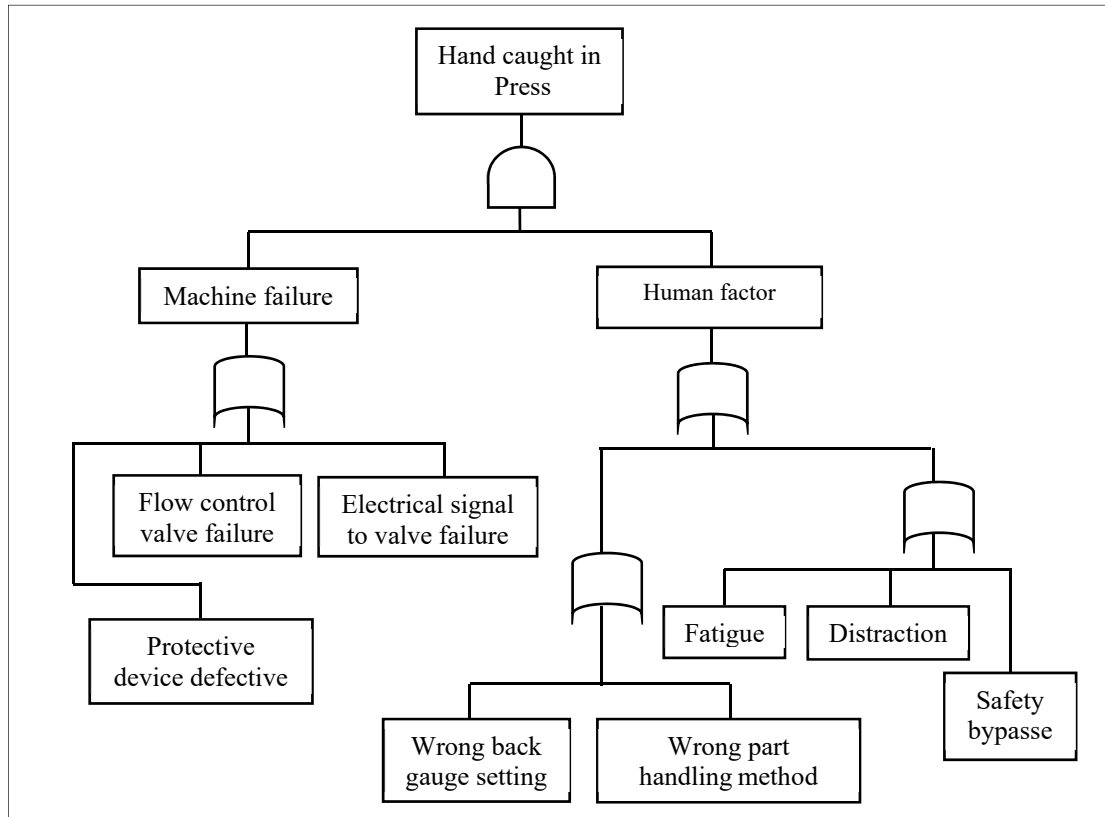 Hand caught in
Press
Machine failure
Human factor
Flow control
valve failure
Electrical signal
to valve failure
Protective
device defective
Fatigue
Distraction
Safety
bypasse
Wrong back
gauge setting
Wrong part
handling method